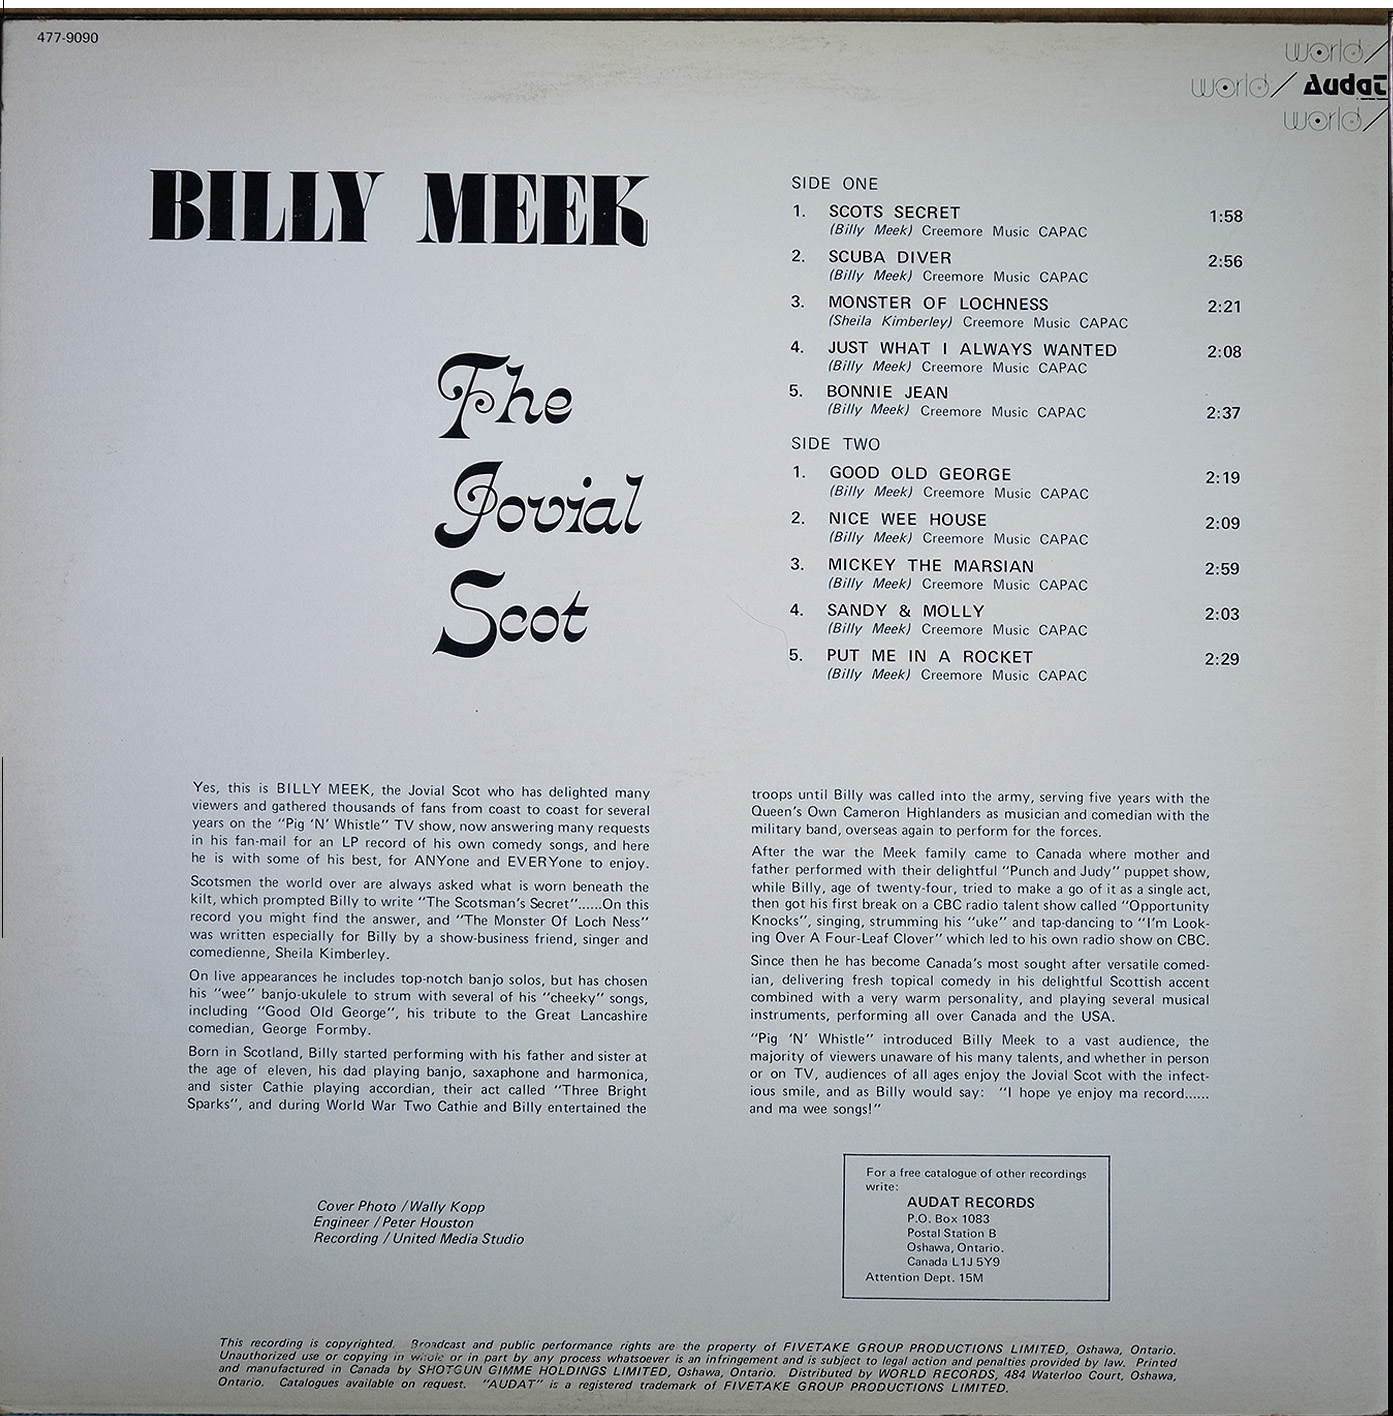 477-9090
world/
world/ Audat
world/
BILLY MEEK
The
Jovial
Scot
SIDE ONE
1. SCOTS SECRET 1:58
(Billy Meek) Creemore Music CAPAC
2. SCUBA DIVER 2:56
(Billy Meek) Creemore Music CAPAC
3. MONSTER OF LOCHNESS 2:21
(Sheila Kimberley) Creemore Music CAPAC
4. JUST WHAT I ALWAYS WANTED 2:08
(Billy Meek) Creemore Music CAPAC
5. BONNIE JEAN
(Billy Meek) Creemore Music CAPAC 2:37
SIDE TWO
1. GOOD OLD GEORGE 2:19
(Billy Meek) Creemore Music CAPAC
2. NICE WEE HOUSE 2:09
(Billy Meek) Creemore Music CAPAC
3. MICKEY THE MARSIAN 2:59
(Billy Meek) Creemore Music CAPAC
4. SANDY & MOLLY 2:03
(Billy Meek) Creemore Music CAPAC
5. PUT ME IN A ROCKET 2:29
(Billy Meek) Creemore Music CAPAC
Yes, this is BILLY MEEK, the Jovial Scot who has delighted many
viewers and gathered thousands of fans from coast to coast for several
years on the "Pig 'N' Whistle" TV show, now answering many requests
in his fan-mail for an LP record of his own comedy songs, and here
he is with some of his best, for ANYone and EVERYone to enjoy.
Scotsmen the world over are always asked what is worn beneath the
kilt, which prompted Billy to write "The Scotsman's Secret"......On this
record you might find the answer, and "The Monster Of Loch Ness"
was written especially for Billy by a show-business friend, singer and
comedienne, Sheila Kimberley.
On live appearances he includes top-notch banjo solos, but has chosen
his "wee" banjo-ukulele to strum with several of his "cheeky" songs,
including "Good Old George", his tribute to the Great Lancashire
comedian, George Formby.
Born in Scotland, Billy started performing with his father and sister at
the age of eleven, his dad playing banjo, saxaphone and harmonica,
and sister Cathie playing accordian, their act called "Three Bright
Sparks", and during World War Two Cathie and Billy entertained the
troops until Billy was called into the army, serving five years with the
Queen's Own Cameron Highlanders as musician and comedian with the
military band, overseas again to perform for the forces.
After the war the Meek family came to Canada where mother and
father performed with their delightful "Punch and Judy" puppet show,
while Billy, age of twenty-four, tried to make a go of it as a single act,
then got his first break on a CBC radio talent show called "Opportunity
Knocks", singing, strumming his "uke" and tap-dancing to "I'm Look-
ing Over A Four-Leaf Clover" which led to his own radio show on CBC.
Since then he has become Canada's most sought after versatile comed-
ian, delivering fresh topical comedy in his delightful Scottish accent
combined with a very warm personality, and playing several musical
instruments, performing all over Canada and the USA.
"Pig 'N' Whistle" introduced Billy Meek to a vast audience, the
majority of viewers unaware of his many talents, and whether in person
or on TV, audiences of all ages enjoy the Jovial Scot with the infect-
ious smile, and as Billy would say: "I hope ye enjoy ma record......
and ma wee songs!"
Cover Photo / Wally Kopp
Engineer / Peter Houston
Recording / United Media Studio
For a free catalogue of other recordings
write:
AUDAT RECORDS
P.O. Box 1083
Postal Station B
Oshawa, Ontario.
Canada L1J 5Y9
Attention Dept. 15M
This recording is copyrighted. Broadcast and public performance rights are the property of FIVETAKE GROUP PRODUCTIONS LIMITED, Oshawa, Ontario.
Unauthorized use or copying in whole or in part by any process whatsoever is an infringement and is subject to legal action and penalties provided by law. Printed
and manufactured in Canada by SHOTGUN GIMME HOLDINGS LIMITED, Oshawa, Ontario. Distributed by WORLD RECORDS, 484 Waterloo Court, Oshawa,
Ontario. Catalogues available on request. "AUDAT" is a registered trademark of FIVETAKE GROUP PRODUCTIONS LIMITED.